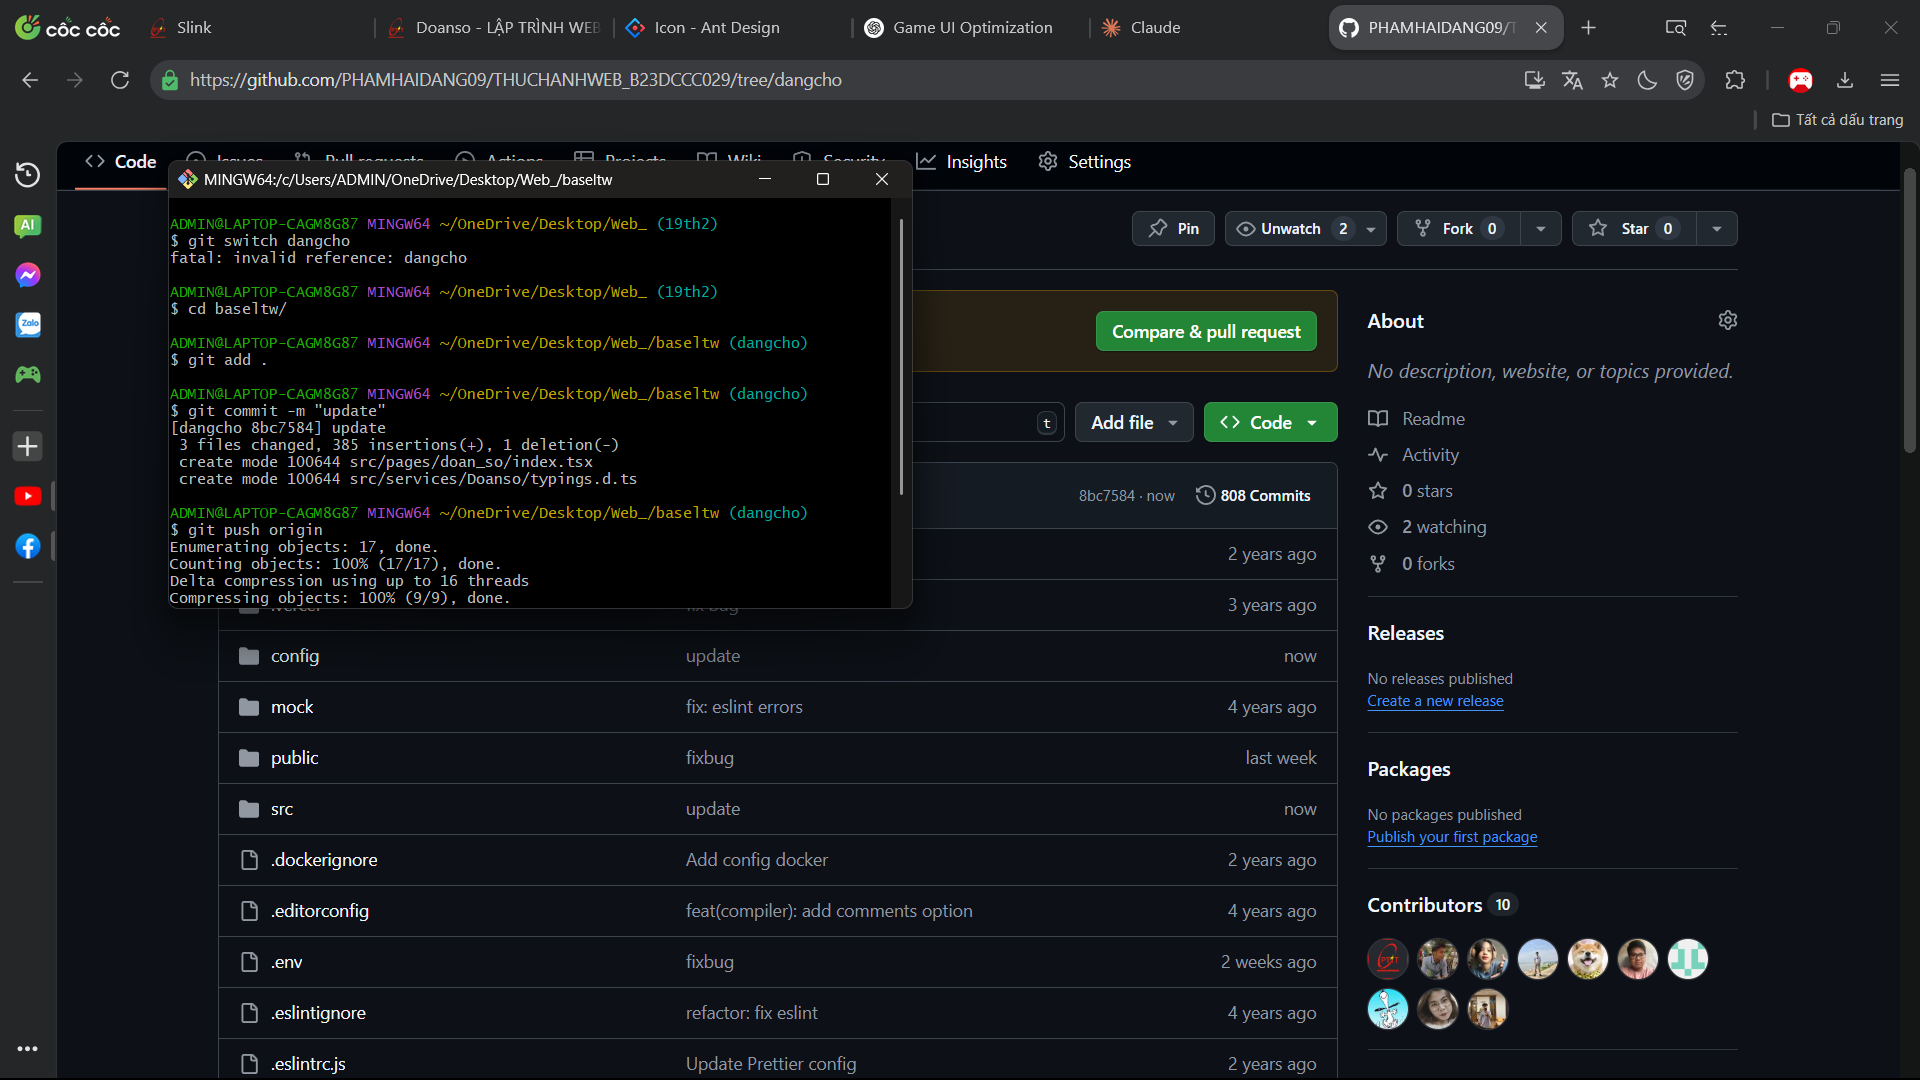 cốc cốc
Slink
Doanso - LẬP TRÌNH WEB
Icon - Ant Design
Game UI Optimization
Claude
PHAMHAIDANG09/T
https://github.com/PHAMHAIDANG09/THUCHANHWEB_B23DCCC029/tree/dangcho
Tất cả dấu trang
Code
Issues
Pull requests
Actions
Projects
Wiki
Security
Insights
Settings
MINGW64:/c/Users/ADMIN/OneDrive/Desktop/Web_/baseltw
ADMIN@LAPTOP-CAGM8G87 MINGW64 ~/OneDrive/Desktop/Web_ (19th2)
$ git switch dangcho
fatal: invalid reference: dangcho
ADMIN@LAPTOP-CAGM8G87 MINGW64 ~/OneDrive/Desktop/Web_ (19th2)
$ cd baseltw/
ADMIN@LAPTOP-CAGM8G87 MINGW64 ~/OneDrive/Desktop/Web_/baseltw (dangcho)
$ git add .
ADMIN@LAPTOP-CAGM8G87 MINGW64 ~/OneDrive/Desktop/Web_/baseltw (dangcho)
$ git commit -m "update"
[dangcho 8bc7584] update
3 files changed, 385 insertions(+), 1 deletion(-)
create mode 100644 src/pages/doan_so/index.tsx
create mode 100644 src/services/Doanso/typings.d.ts
ADMIN@LAPTOP-CAGM8G87 MINGW64 ~/OneDrive/Desktop/Web_/baseltw (dangcho)
$ git push origin
Enumerating objects: 17, done.
Counting objects: 100% (17/17), done.
Delta compression using up to 16 threads
Compressing objects: 100% (9/9), done.
Pin
Unwatch 2
Fork 0
Star 0
Compare & pull request
t
Add file
Code
8bc7584 · now
808 Commits
2 years ago
fix bug
3 years ago
config
update
now
mock
fix: eslint errors
4 years ago
public
fixbug
last week
src
update
now
.dockerignore
Add config docker
2 years ago
.editorconfig
feat(compiler): add comments option
4 years ago
.env
fixbug
2 weeks ago
.eslintignore
refactor: fix eslint
4 years ago
.eslintrc.js
Update Prettier config
2 years ago
About
No description, website, or topics provided.
Readme
Activity
0 stars
2 watching
0 forks
Releases
No releases published
Create a new release
Packages
No packages published
Publish your first package
Contributors 10
AI
Zalo